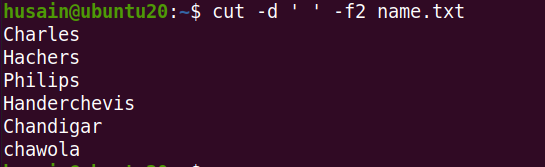 husain@ubuntu20:~$ cut -d ' ' -f2 name.txt
Charles
Hachers
Philips
Handerchevis
Chandigar
chawola